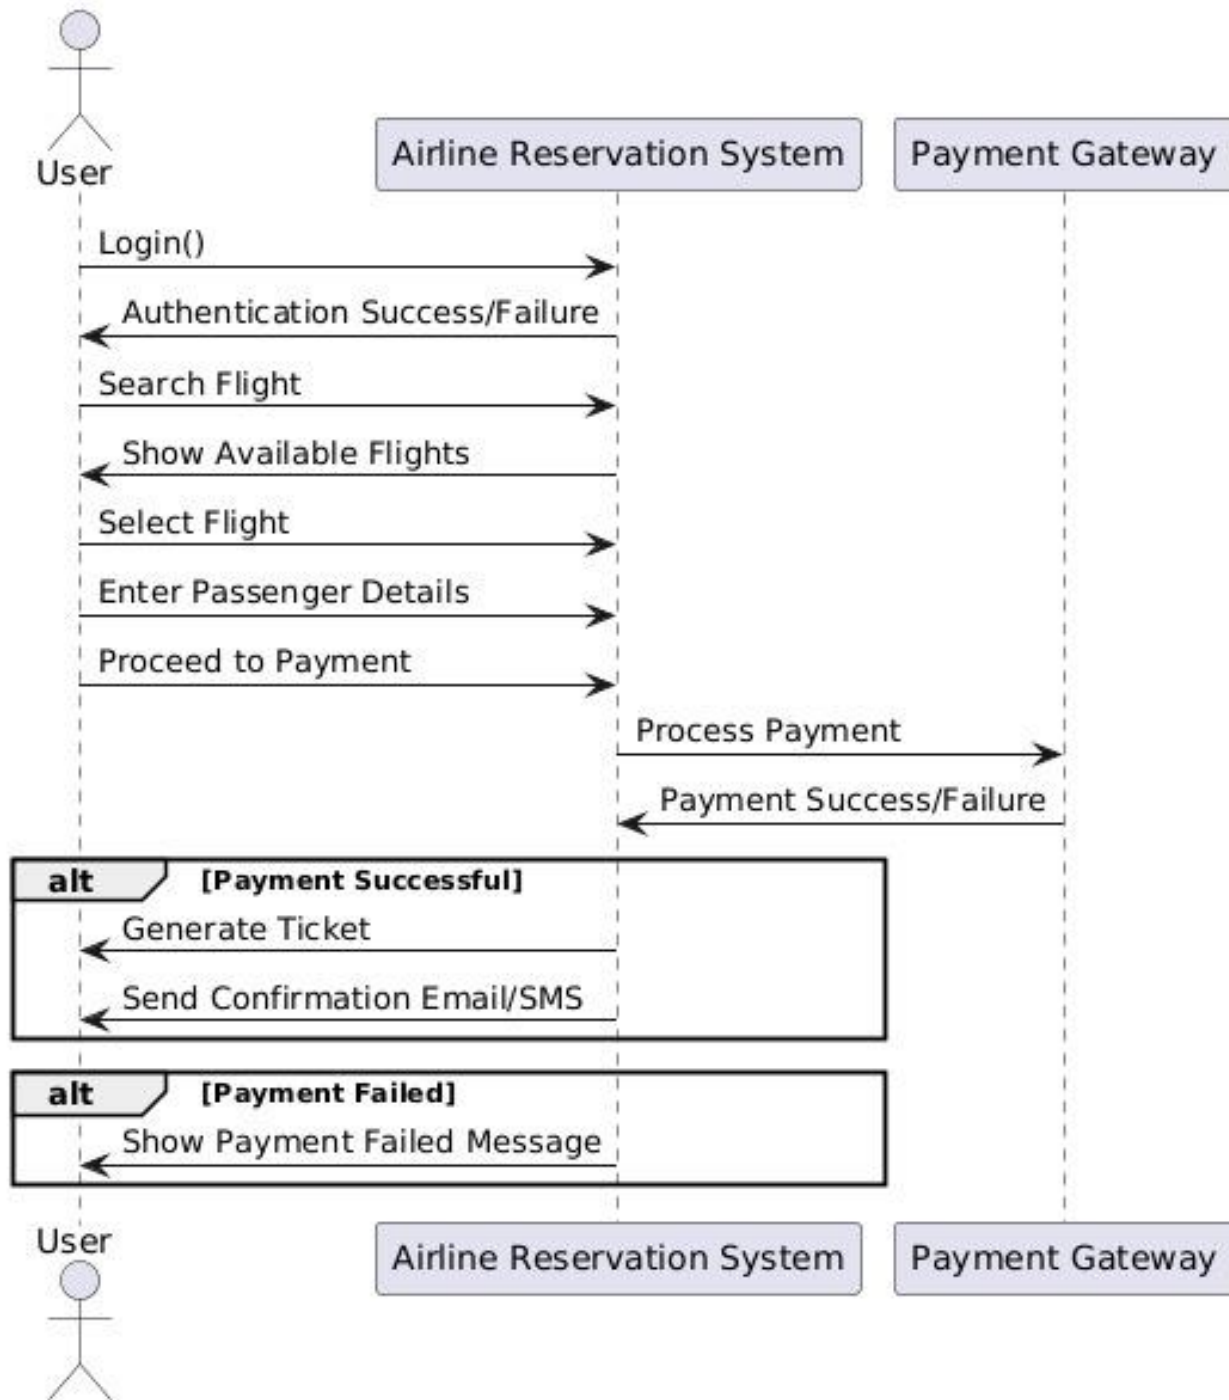 User
Airline Reservation System
Payment Gateway
Login()
Authentication Success/Failure
Search Flight
Show Available Flights
Select Flight
Enter Passenger Details
Proceed to Payment
Process Payment
Payment Success/Failure
alt [Payment Successful]
Generate Ticket
Send Confirmation Email/SMS
alt [Payment Failed]
Show Payment Failed Message
User
Airline Reservation System
Payment Gateway